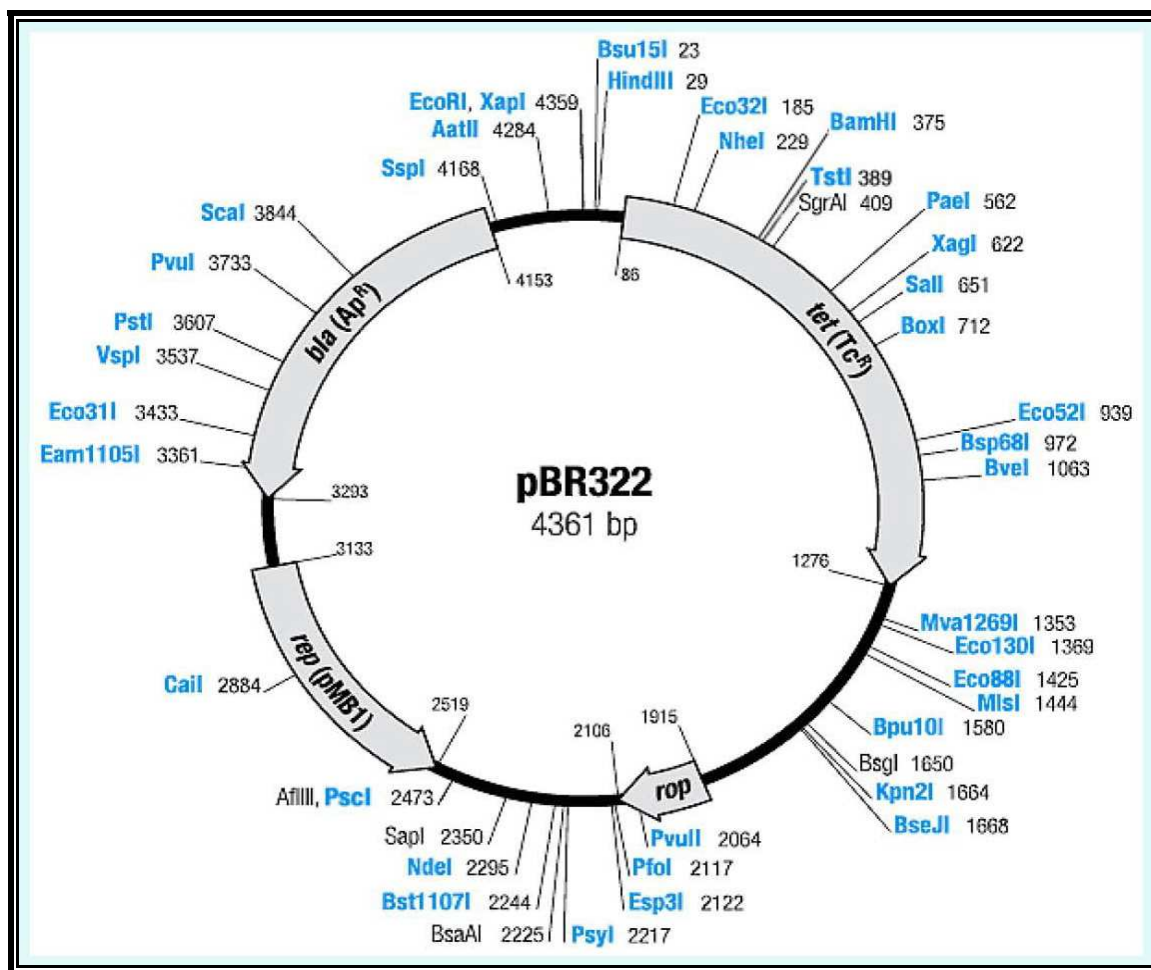 Bsu15I 23
HindIII 29
EcoRI, XapI 4359
AatII 4284
SspI 4168
Eco32I 185
NheI 229
BamHI 375
TstI 389
SgrAI 409
PaeI 562
XagI 622
SalI 651
BoxI 712
Eco52I 939
Bsp68I 972
BveI 1063
ScaI 3844
PvuI 3733
PstI 3607
VspI 3537
Eco31I 3433
Eam1105I 3361
4153
86
bla (ApR)
tet (TcR)
pBR322
4361 bp
3293
3133
1276
Mva1269I 1353
Eco130I 1369
Eco88I 1425
MlsI 1444
Bpu10I 1580
BsgI 1650
Kpn2I 1664
BseJI 1668
CaiI 2884
rep (pMB1)
2519
2106
1915
rop
AflIII, PscI 2473
SapI 2350
NdeI 2295
Bst1107I 2244
BsaAI 2225
PvuII 2064
PfoI 2117
Esp3I 2122
PsyI 2217